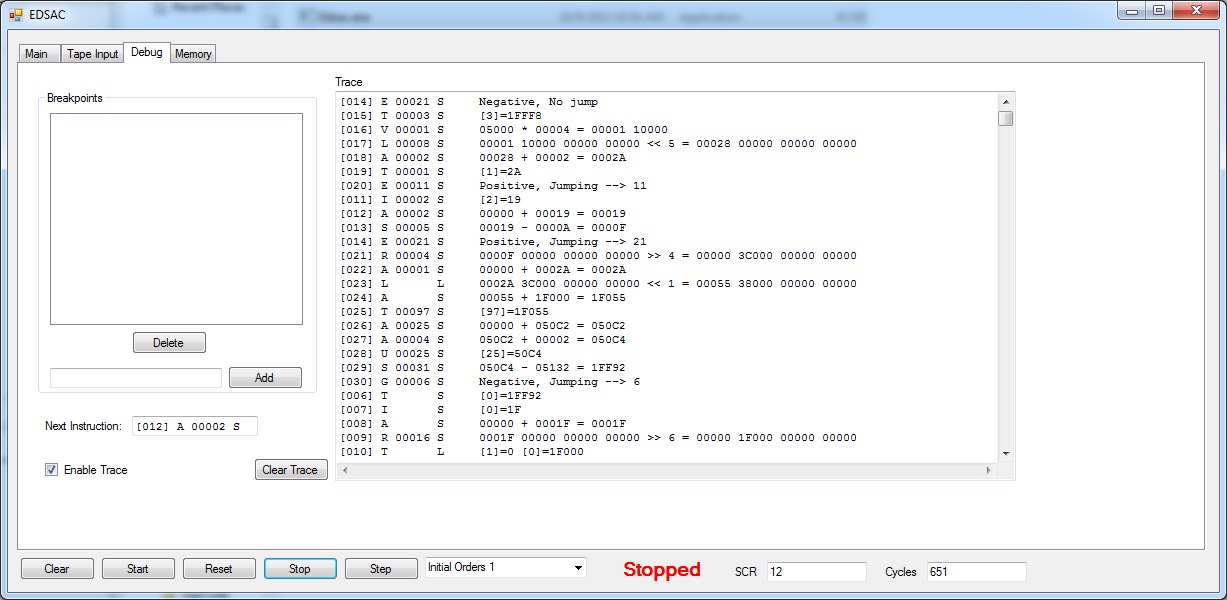 EDSAC
Main Tape Input Debug Memory
Trace
Breakpoints
[014] E 00021 S Negative, No jump
[015] T 00003 S [3]=1FFF8
[016] V 00001 S 05000 * 00004 = 00001 10000
[017] L 00008 S 00001 10000 00000 00000 << 5 = 00028 00000 00000 00000
[018] A 00002 S 00028 + 00002 = 0002A
[019] T 00001 S [1]=2A
[020] E 00011 S Positive, Jumping --> 11
[011] I 00002 S [2]=19
[012] A 00002 S 00000 + 00019 = 00019
[013] S 00005 S 00019 - 0000A = 0000F
[014] E 00021 S Positive, Jumping --> 21
[021] R 00004 S 0000F 00000 00000 00000 >> 4 = 00000 3C000 00000 00000
[022] A 00001 S 00000 + 0002A = 0002A
[023] L L 0002A 3C000 00000 00000 << 1 = 00055 38000 00000 00000
[024] A S 00055 + 1F000 = 1F055
[025] T 00097 S [97]=1F055
[026] A 00025 S 00000 + 050C2 = 050C2
[027] A 00004 S 050C2 + 00002 = 050C4
[028] U 00025 S [25]=50C4
[029] S 00031 S 050C4 - 05132 = 1FF92
[030] G 00006 S Negative, Jumping --> 6
[006] T S [0]=1FF92
[007] I S [0]=1F
[008] A S 00000 + 0001F = 0001F
[009] R 00016 S 0001F 00000 00000 00000 >> 6 = 00000 1F000 00000 00000
[010] T L [1]=0 [0]=1F000
Delete
Add
Next Instruction: [012] A 00002 S
Enable Trace
Clear Trace
Clear Start Reset Stop Step Initial Orders 1 Stopped SCR 12 Cycles 651